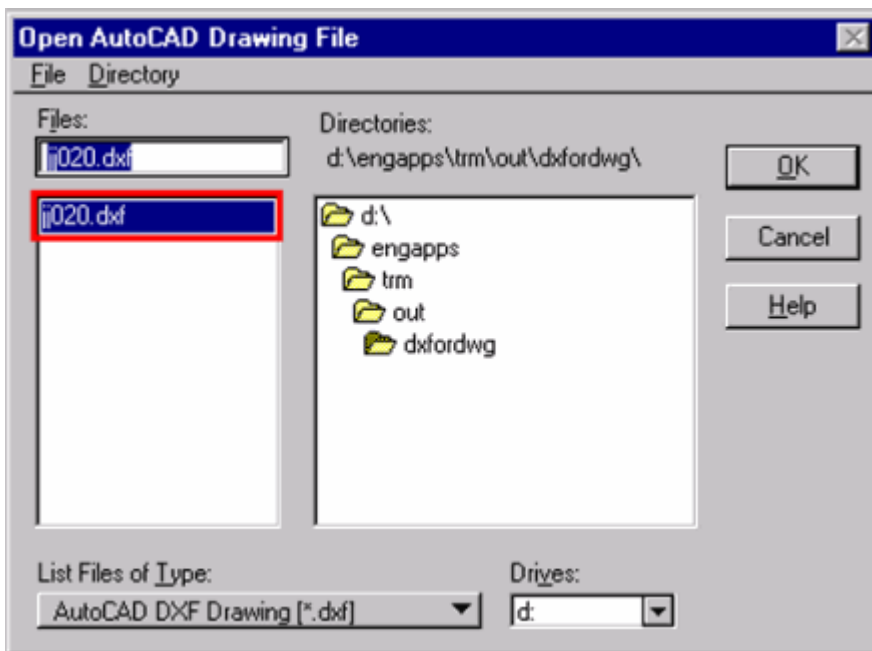 Open AutoCAD Drawing File
File Directory
Files:
jj020.dxf
jj020.dxf
Directories:
d:\engapps\trm\out\dxfordwg\
d:\
engapps
trm
out
dxfordwg
OK
Cancel
Help
List Files of Type:
AutoCAD DXF Drawing [*.dxf]
Drives:
d: